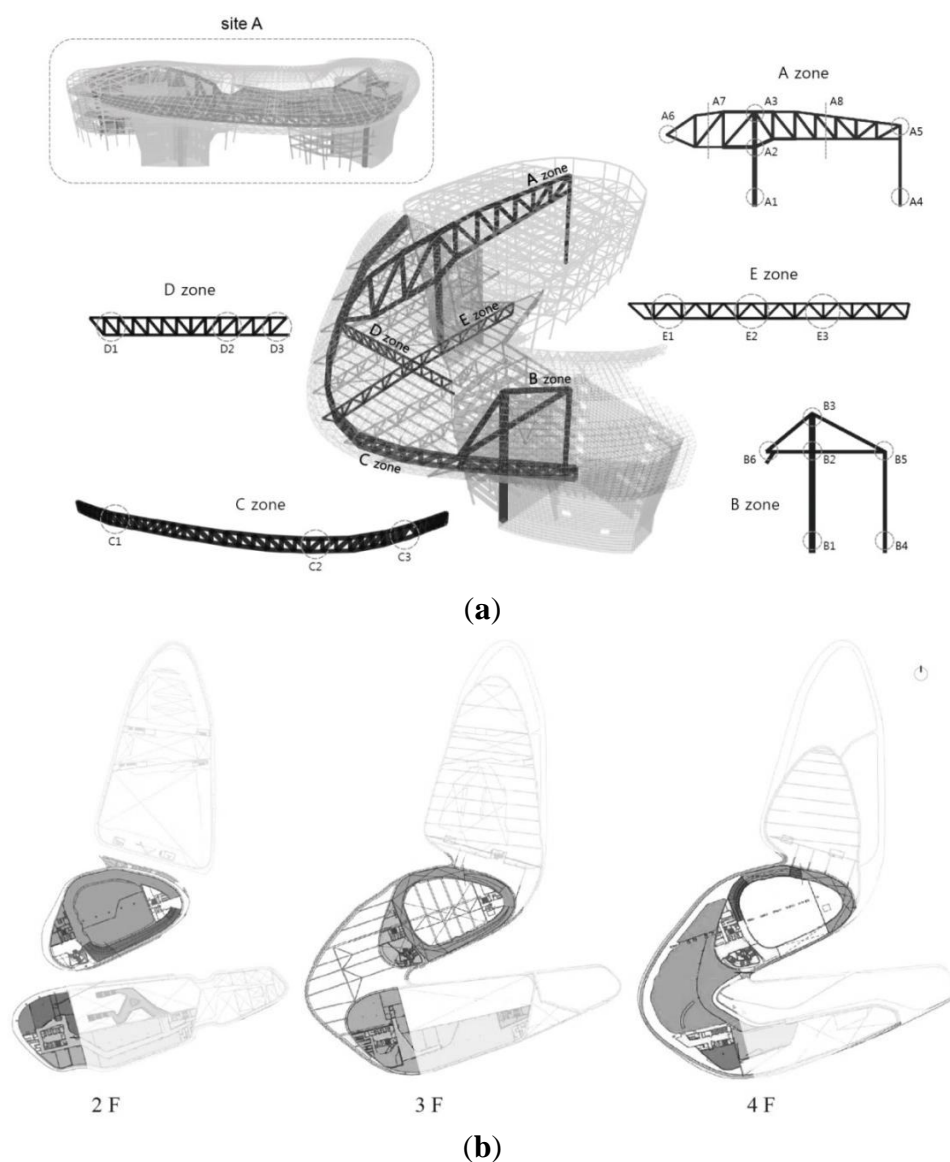 site A
A zone
A7
A3
A8
A6
A5
A2
A1
A4
A zone
D zone
D1
D2
D3
E zone
E1
E2
E3
D zone
E zone
B zone
C zone
B3
B6
B2
B5
B zone
B1
B4
C zone
C1
C2
C3
(a)
2 F
3 F
4 F
(b)